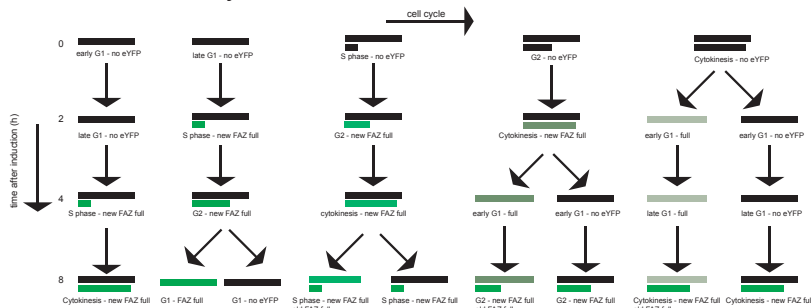 cell cycle
time after induction (h)
0
early G1 - no eYFP
late G1 - no eYFP
S phase - no eYFP
G2 - no eYFP
Cytokinesis - no eYFP
2
late G1 - no eYFP
S phase - new FAZ full
G2 - new FAZ full
Cytokinesis - new FAZ full
early G1 - full
early G1 - no eYFP
4
S phase - new FAZ full
G2 - new FAZ full
cytokinesis - new FAZ full
early G1 - full
early G1 - no eYFP
late G1 - full
late G1 - no eYFP
8
Cytokinesis - new FAZ full
G1 - FAZ full
G1 - no eYFP
S phase - new FAZ full
S phase - new FAZ full
G2 - new FAZ full
G2 - new FAZ full
Cytokinesis - new FAZ full
Cytokinesis - new FAZ full